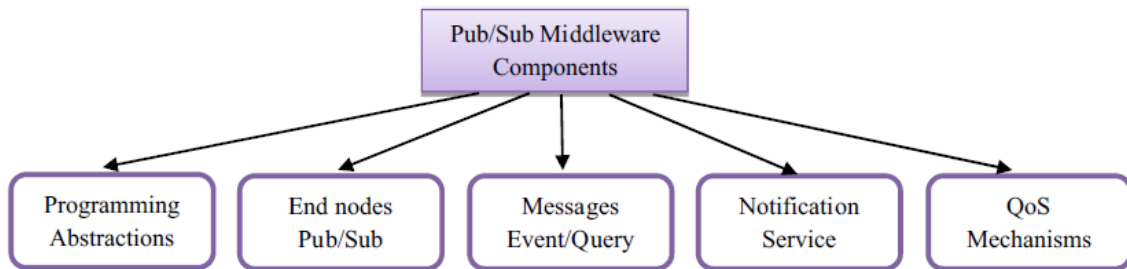 Pub/Sub Middleware
Components
Programming
Abstractions
End nodes
Pub/Sub
Messages
Event/Query
Notification
Service
QoS
Mechanisms